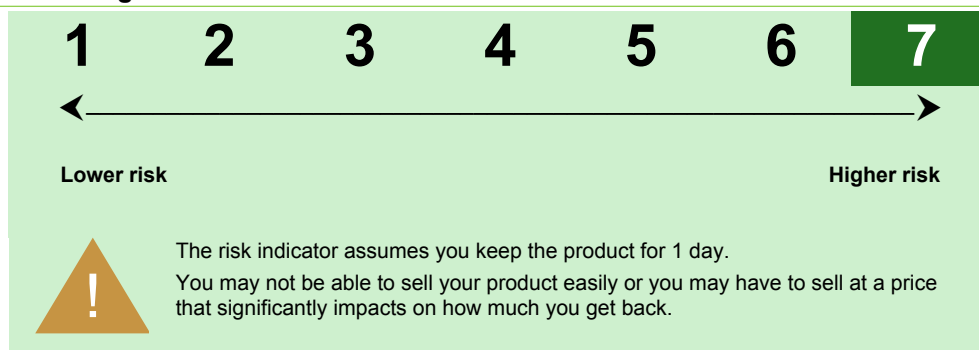 1 2 3 4 5 6 7
Lower risk Higher risk
!
The risk indicator assumes you keep the product for 1 day.
You may not be able to sell your product easily or you may have to sell at a price
that significantly impacts on how much you get back.